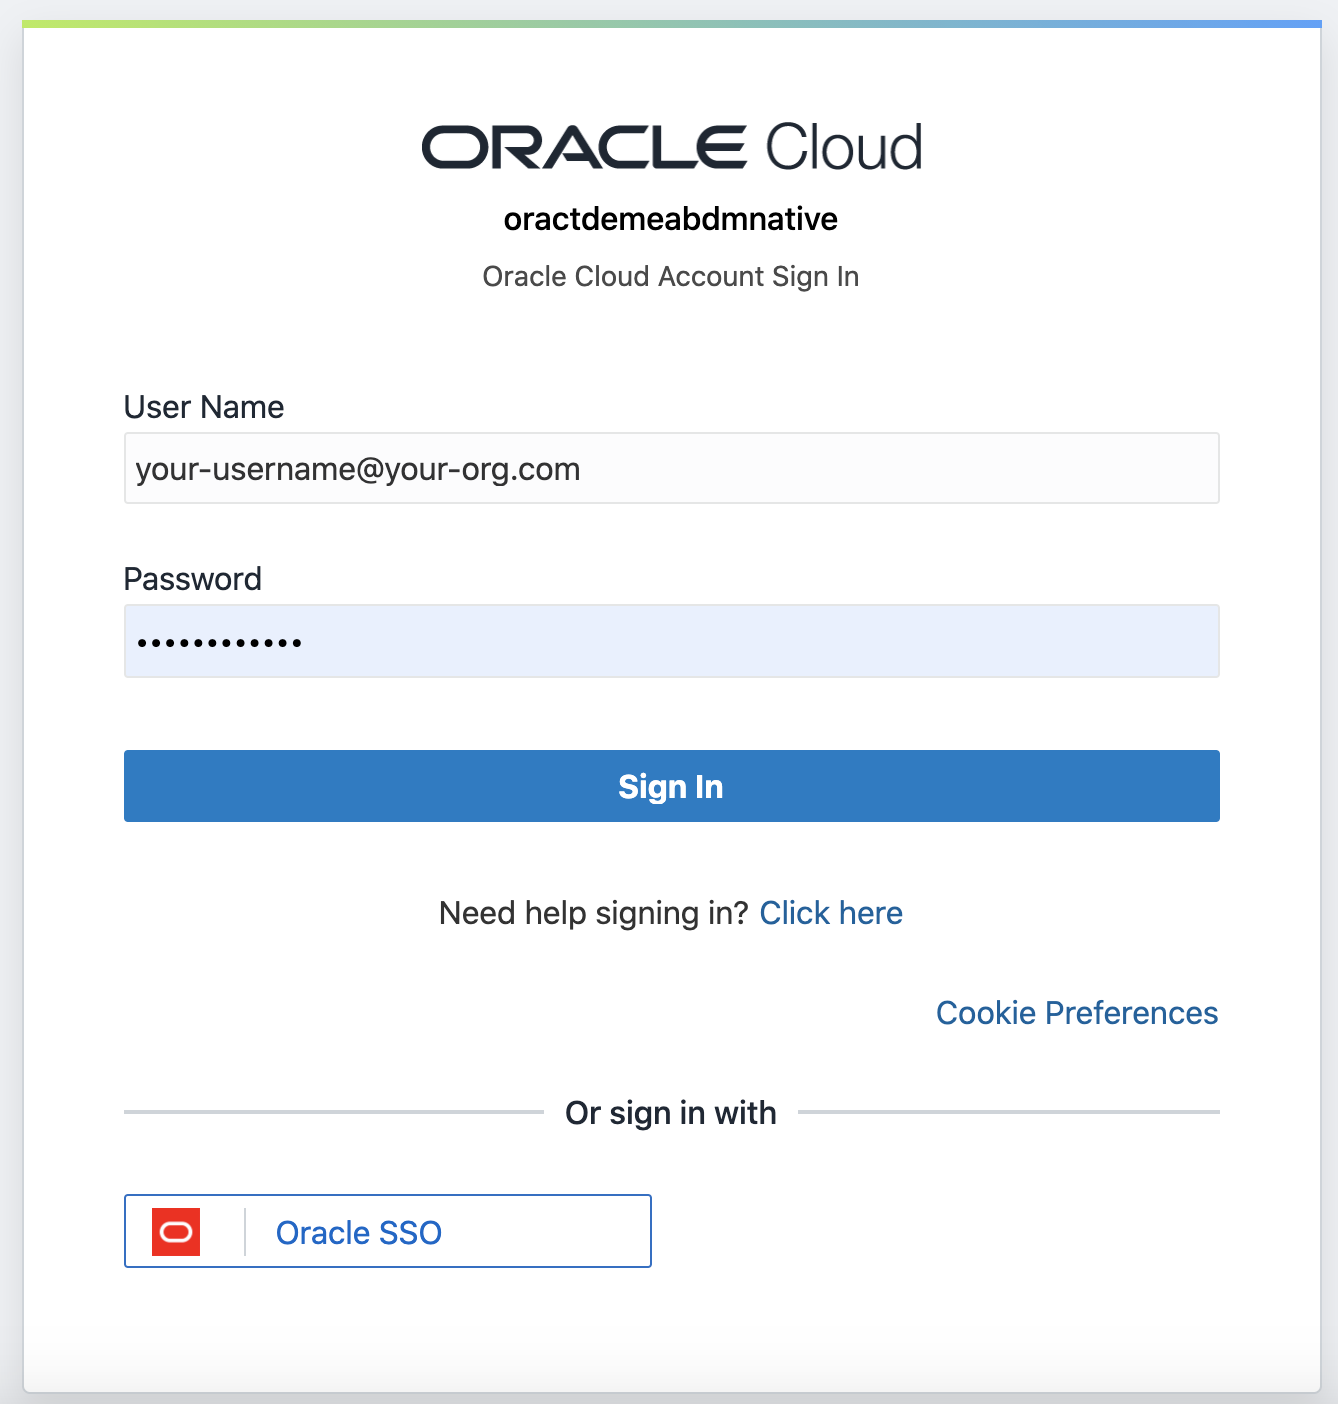 ORACLE Cloud
oractdemeabdmnative
Oracle Cloud Account Sign In
User Name
your-username@your-org.com
Password
••••••••••••
Sign In
Need help signing in? Click here
Cookie Preferences
Or sign in with
Oracle SSO